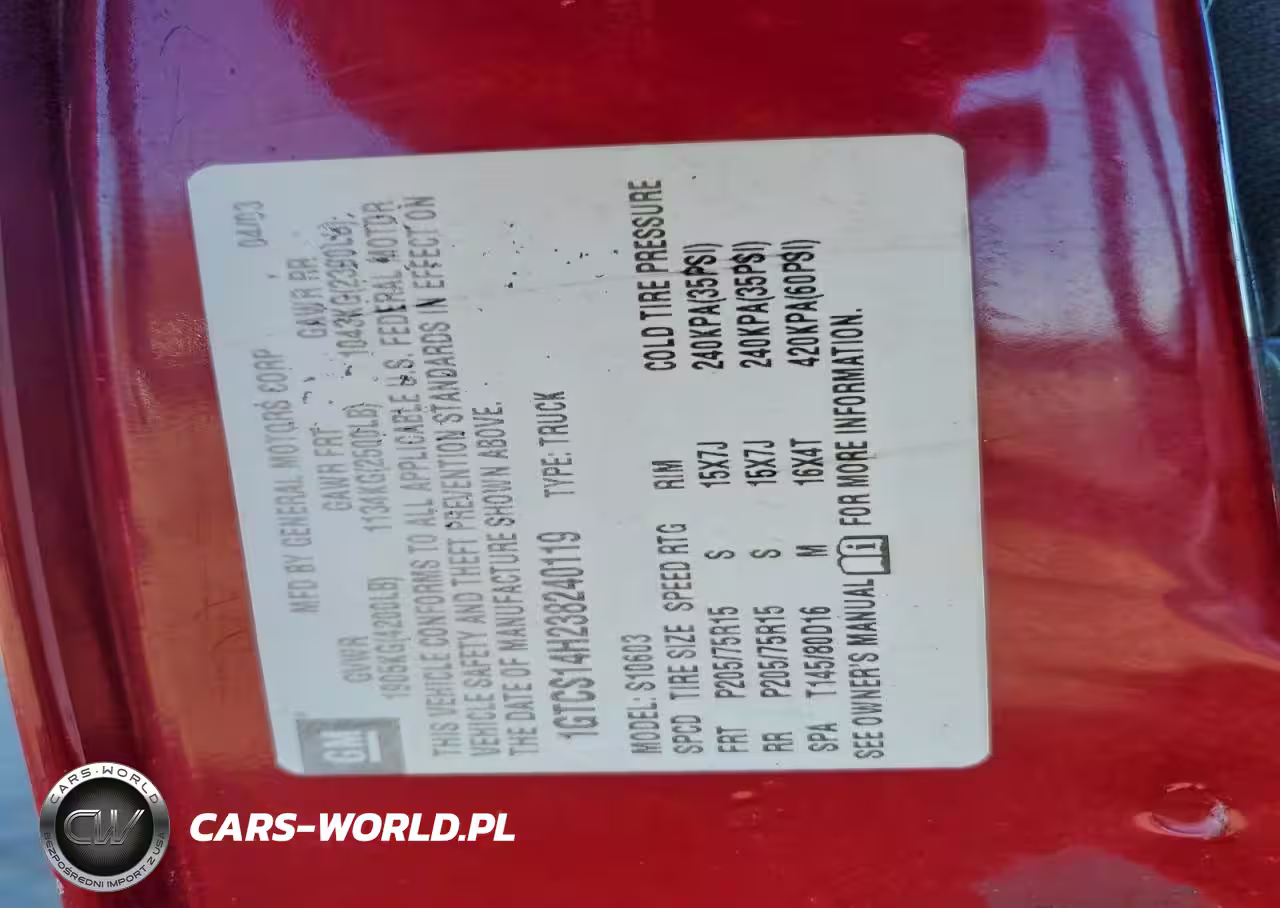 GM
MFD BY GENERAL MOTORS CORP 04/03
GVWR GAWR FRT GAWR RR
1905KG(4200LB) 1134KG(2500LB) 1043KG(2300LB).
THIS VEHICLE CONFORMS TO ALL APPLICABLE U.S. FEDERAL MOTOR
VEHICLE SAFETY AND THEFT PREVENTION STANDARDS IN EFFECT ON
THE DATE OF MANUFACTURE SHOWN ABOVE.
1GTCS14H238240119 TYPE: TRUCK
MODEL: S10603
SPCD TIRE SIZE SPEED RTG RIM COLD TIRE PRESSURE
FRT P205/75R15 S 15X7J 240KPA(35PSI)
RR P205/75R15 S 15X7J 240KPA(35PSI)
SPA T145/80D16 M 16X4T 420KPA(60PSI)
SEE OWNER'S MANUAL i FOR MORE INFORMATION.
CARS-WORLD
CW
BEZPOŚREDNI IMPORT Z USA
CARS-WORLD.PL